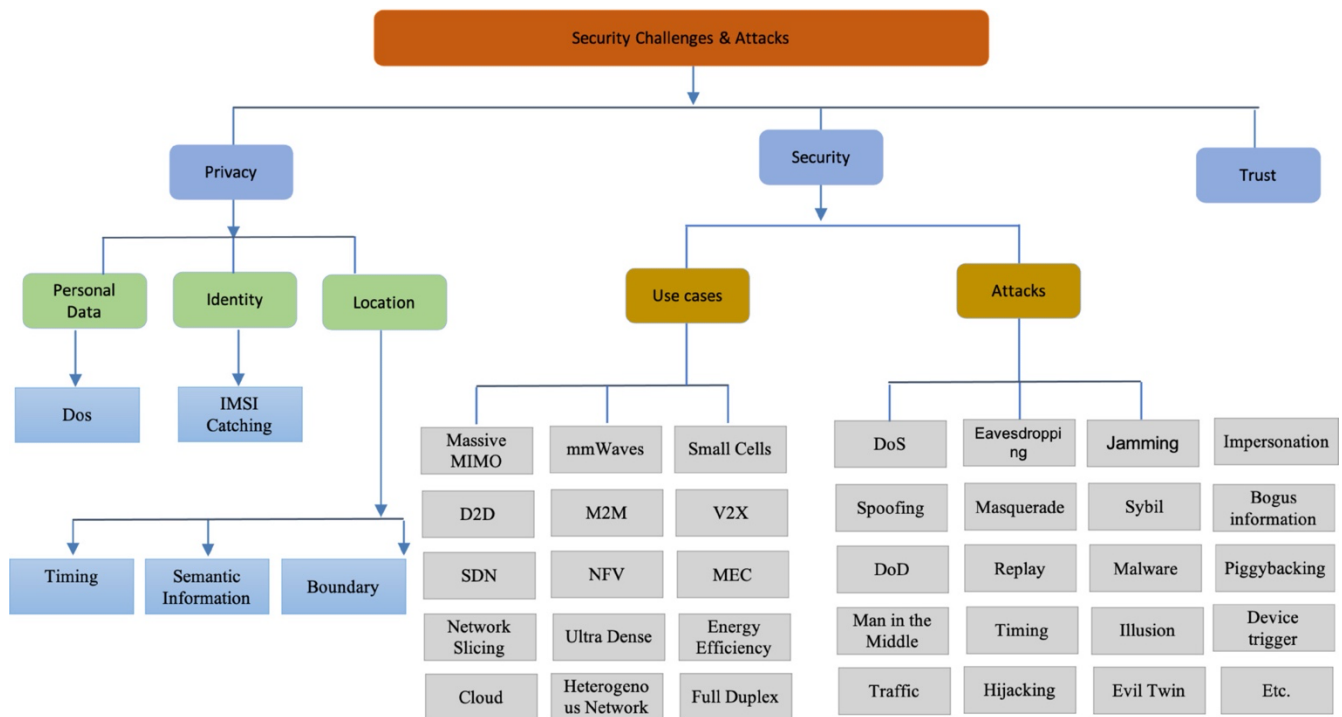 Security Challenges & Attacks
Privacy
Security
Trust
Personal
Data
Identity
Location
Use cases
Attacks
Dos
IMSI
Catching
Timing
Semantic
Information
Boundary
Massive
MIMO
mmWaves
Small Cells
D2D
M2M
V2X
SDN
NFV
MEC
Network
Slicing
Ultra Dense
Energy
Efficiency
Cloud
Heterogeno
us Network
Full Duplex
DoS
Eavesdroppi
ng
Jamming
Impersonation
Spoofing
Masquerade
Sybil
Bogus
information
DoD
Replay
Malware
Piggybacking
Man in the
Middle
Timing
Illusion
Device
trigger
Traffic
Hijacking
Evil Twin
Etc.